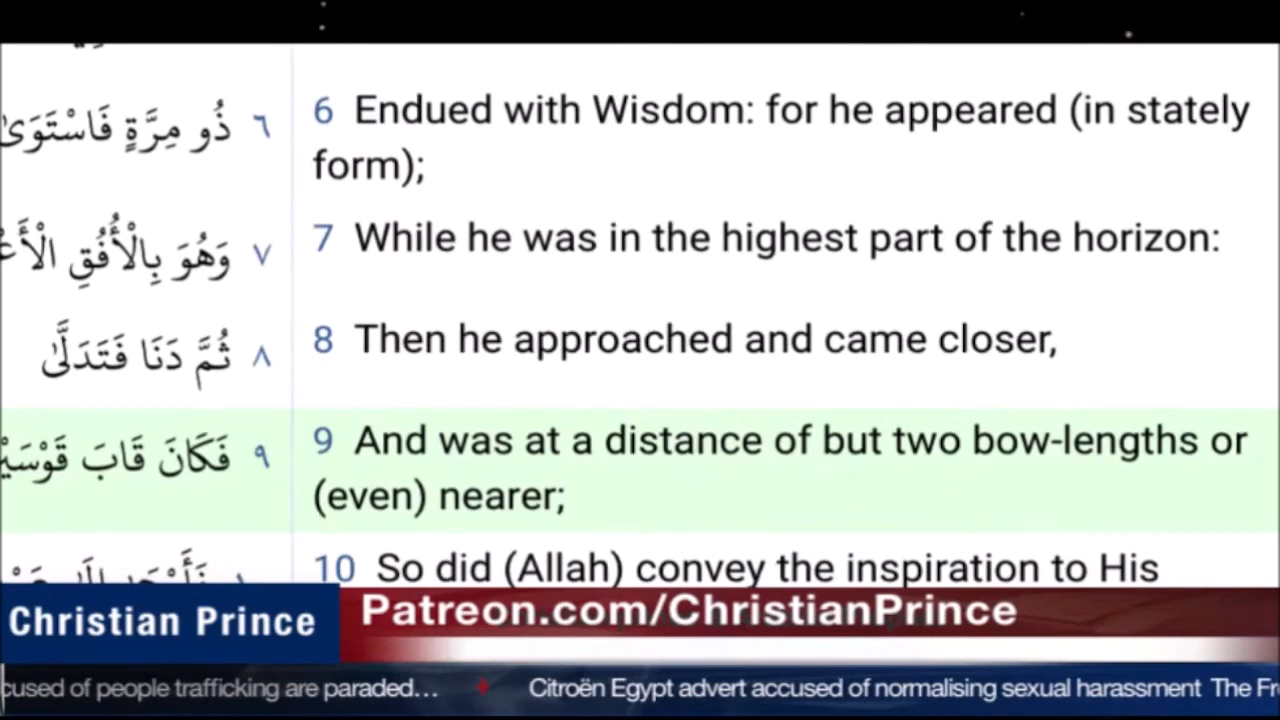 ذُو مِرَّةٍ فَاسْتَوَىٰ ٦
6 Endued with Wisdom: for he appeared (in stately
form);
وَهُوَ بِالْأُفُقِ ٧
7 While he was in the highest part of the horizon:
ثُمَّ دَنَا فَتَدَلَّىٰ ٨
8 Then he approached and came closer,
فَكَانَ قَابَ ٩
9 And was at a distance of but two bow-lengths or
(even) nearer;
10 So did (Allah) convey the inspiration to His
Christian Prince
Patreon.com/ChristianPrince
cused of people trafficking are paraded... Citroën Egypt advert accused of normalising sexual harassment The Fr